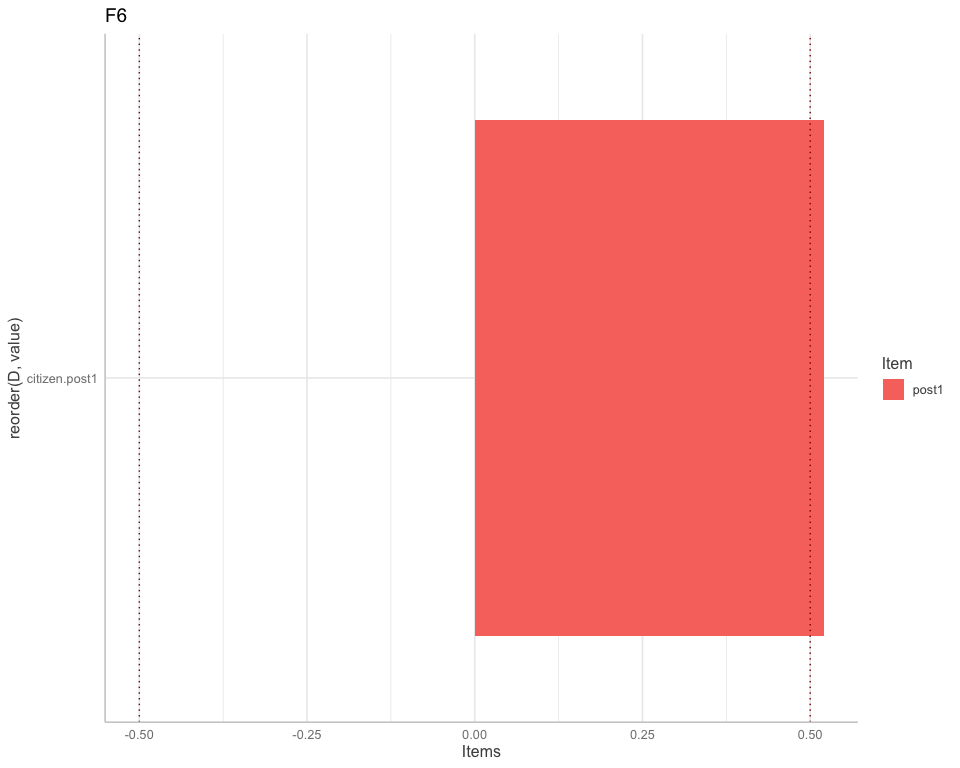 F6
reorder(D, value)
citizen.post1
-0.50 -0.25 0.00 0.25 0.50
Items
Item
post1